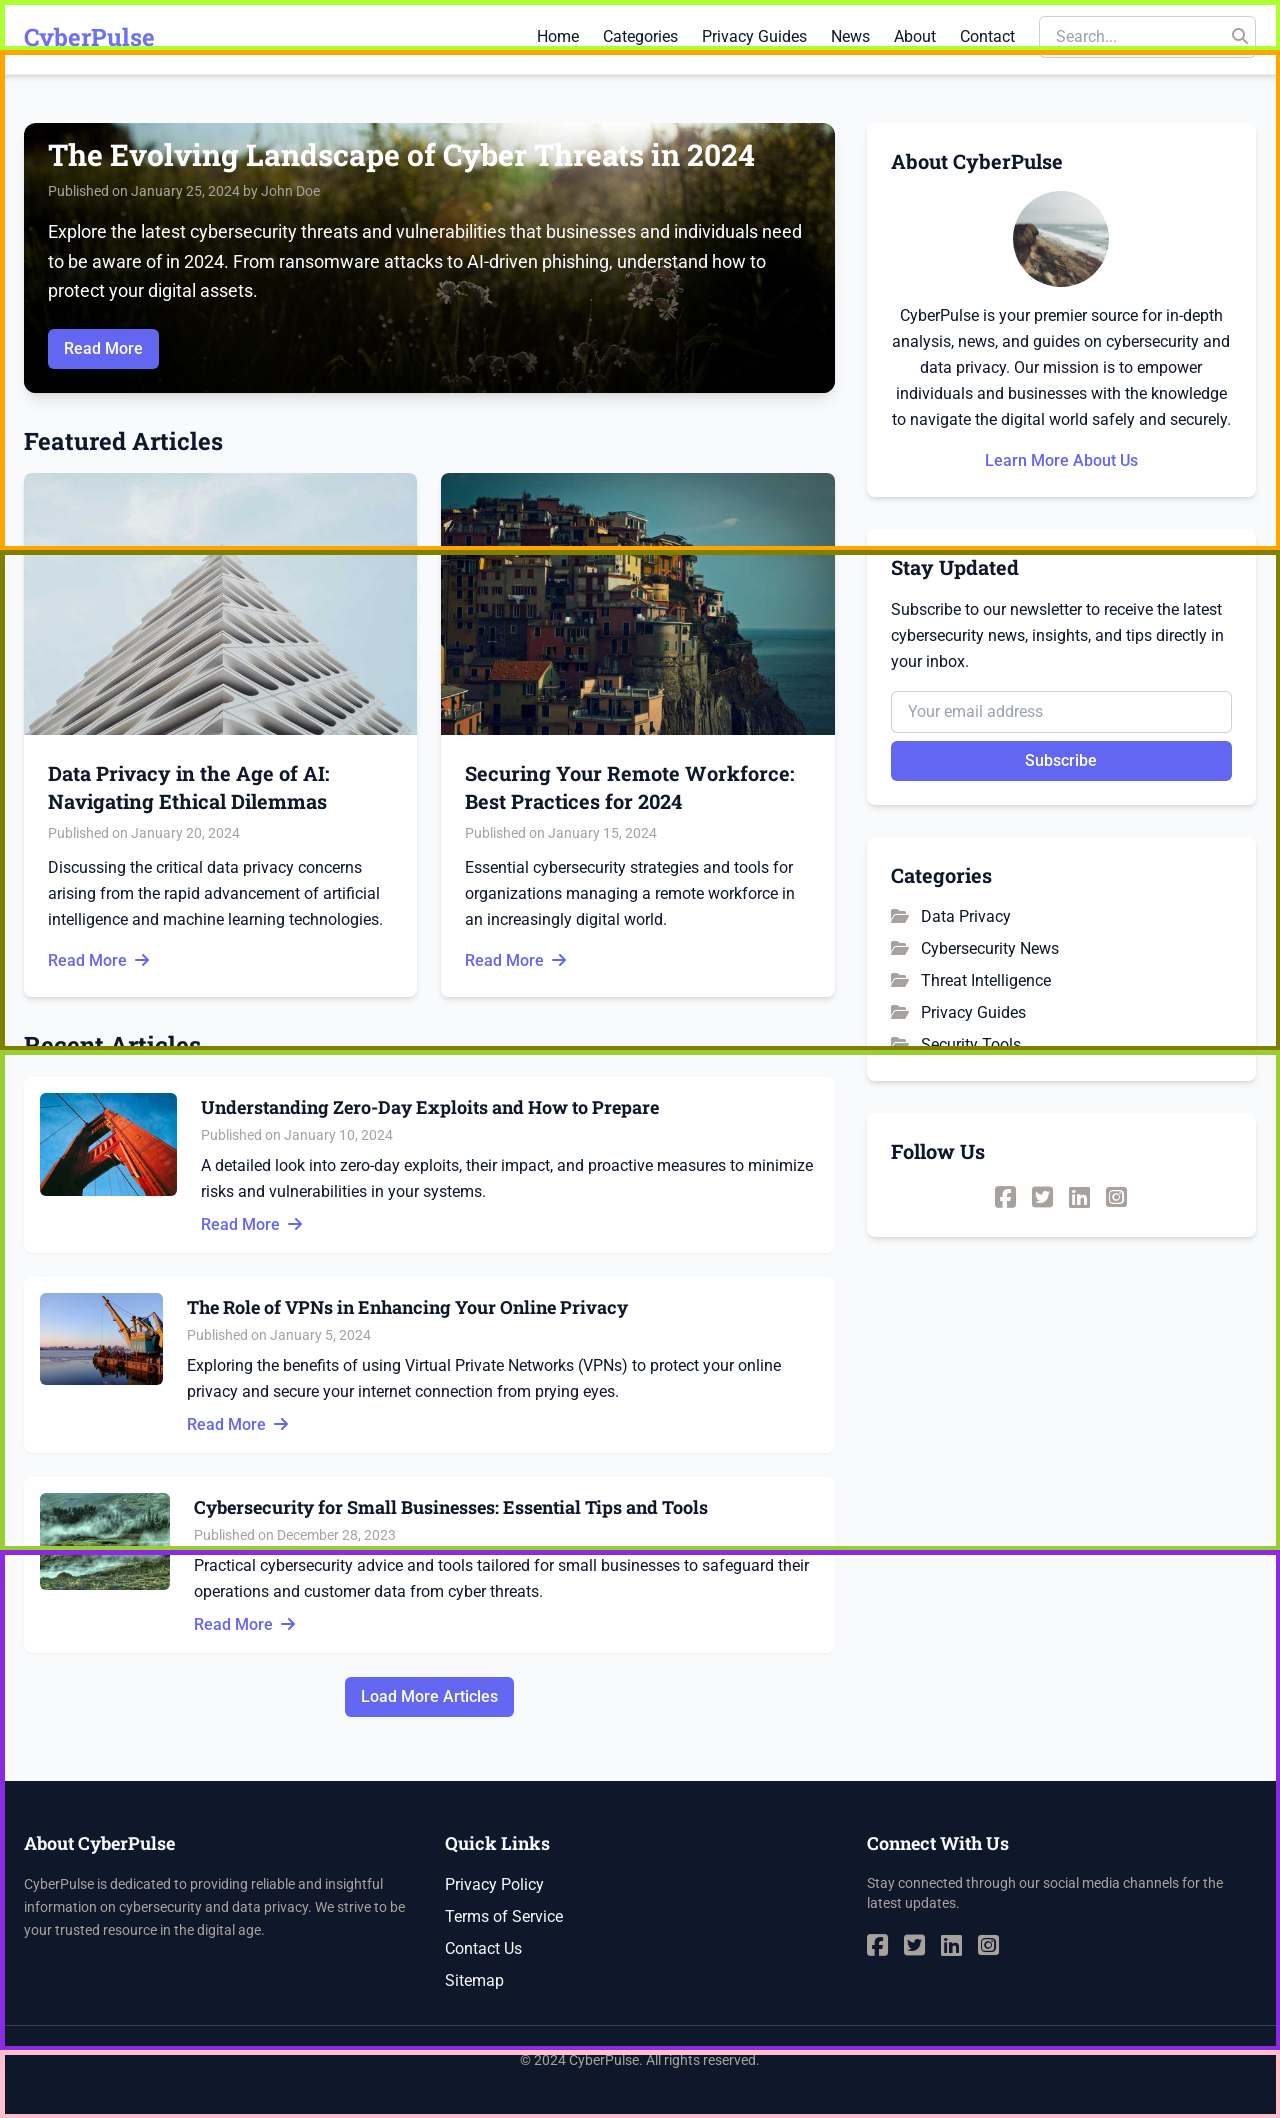 CyberPulse
Home
Categories
Privacy Guides
News
About
Contact
Search...
The Evolving Landscape of Cyber Threats in 2024
Published on January 25, 2024 by John Doe
Explore the latest cybersecurity threats and vulnerabilities that businesses and individuals need
to be aware of in 2024. From ransomware attacks to AI-driven phishing, understand how to
protect your digital assets.
Read More
Featured Articles
Data Privacy in the Age of AI:
Navigating Ethical Dilemmas
Published on January 20, 2024
Discussing the critical data privacy concerns
arising from the rapid advancement of artificial
intelligence and machine learning technologies.
Read More
Securing Your Remote Workforce:
Best Practices for 2024
Published on January 15, 2024
Essential cybersecurity strategies and tools for
organizations managing a remote workforce in
an increasingly digital world.
Read More
Recent Articles
Understanding Zero-Day Exploits and How to Prepare
Published on January 10, 2024
A detailed look into zero-day exploits, their impact, and proactive measures to minimize
risks and vulnerabilities in your systems.
Read More
The Role of VPNs in Enhancing Your Online Privacy
Published on January 5, 2024
Exploring the benefits of using Virtual Private Networks (VPNs) to protect your online
privacy and secure your internet connection from prying eyes.
Read More
Cybersecurity for Small Businesses: Essential Tips and Tools
Published on December 28, 2023
Practical cybersecurity advice and tools tailored for small businesses to safeguard their
operations and customer data from cyber threats.
Read More
Load More Articles
About CyberPulse
CyberPulse is your premier source for in-depth
analysis, news, and guides on cybersecurity and
data privacy. Our mission is to empower
individuals and businesses with the knowledge
to navigate the digital world safely and securely.
Learn More About Us
Stay Updated
Subscribe to our newsletter to receive the latest
cybersecurity news, insights, and tips directly in
your inbox.
Your email address
Subscribe
Categories
Data Privacy
Cybersecurity News
Threat Intelligence
Privacy Guides
Security Tools
Follow Us
About CyberPulse
CyberPulse is dedicated to providing reliable and insightful
information on cybersecurity and data privacy. We strive to be
your trusted resource in the digital age.
Quick Links
Privacy Policy
Terms of Service
Contact Us
Sitemap
Connect With Us
Stay connected through our social media channels for the
latest updates.
© 2024 CyberPulse. All rights reserved.